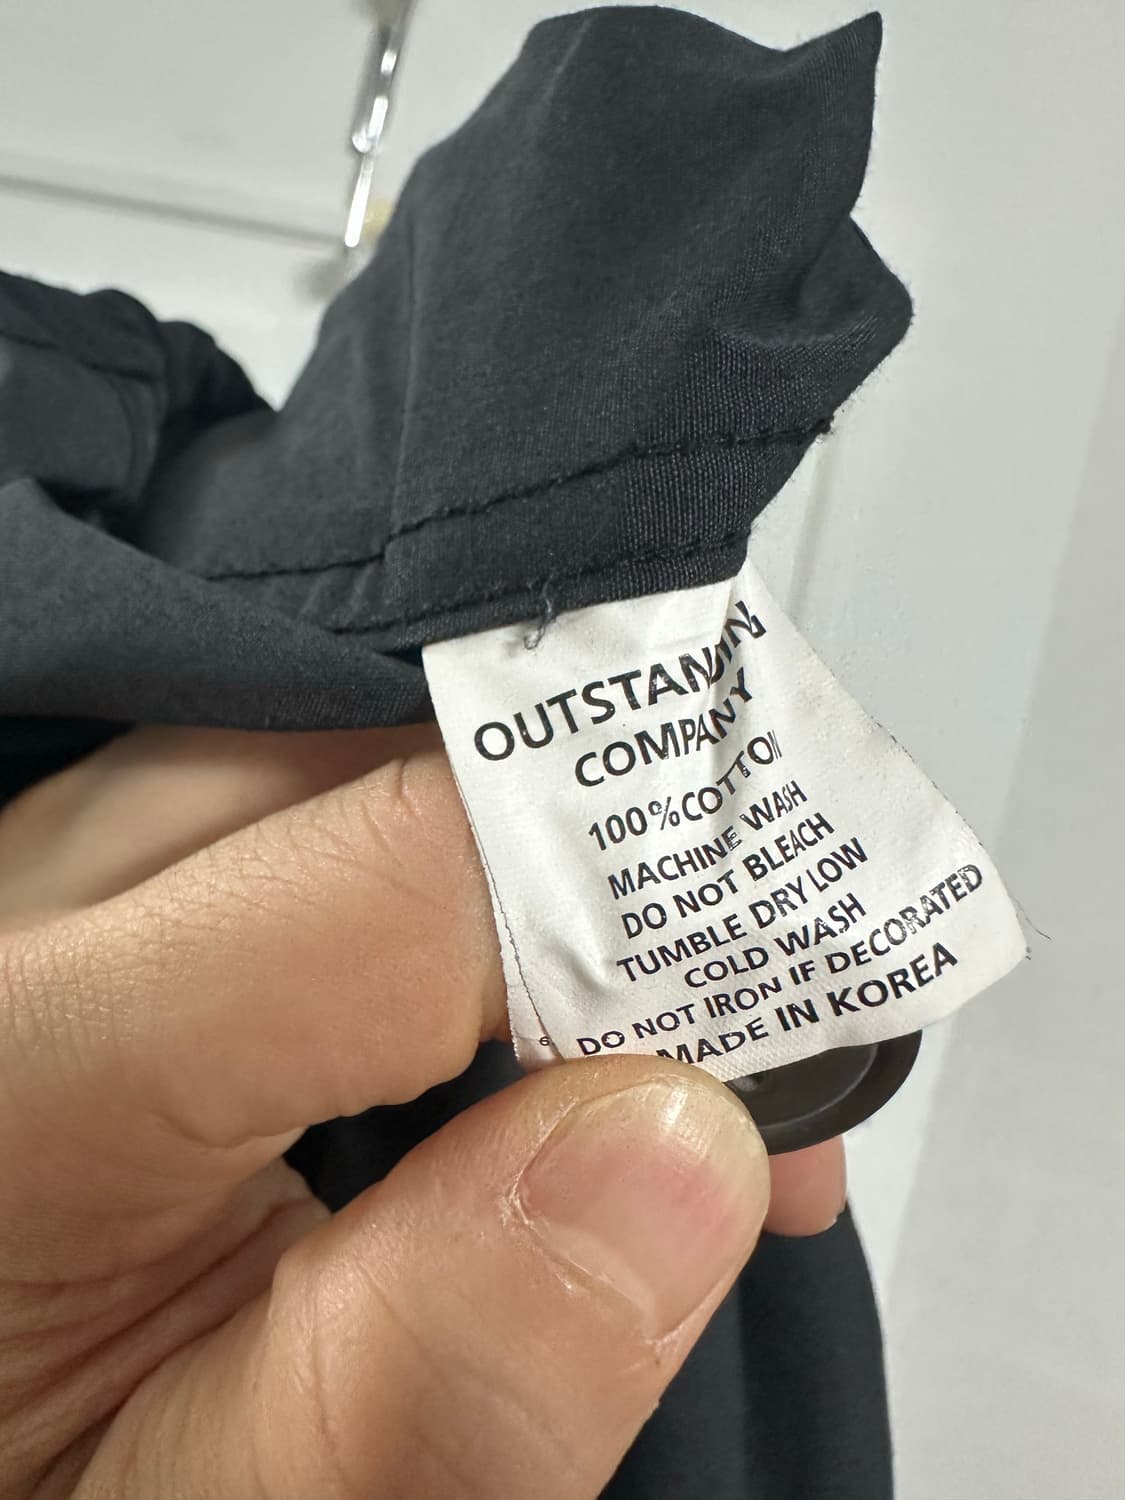 OUTSTANDIN
COMPANY
100%COTTON
MACHINE WASH
DO NOT BLEACH
TUMBLE DRY LOW
COLD WASH
DO NOT IRON IF DECORATED
MADE IN KOREA